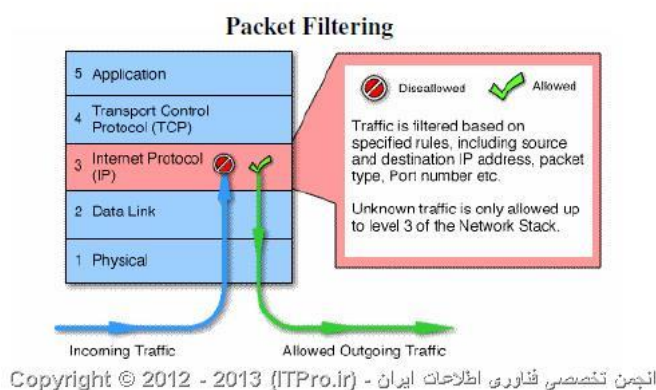 Packet Filtering
5 Application
4 Transport Control
Protocol (TCP)
3 Internet Protocol
(IP)
2 Data Link
1 Physical
Incoming Traffic
Allowed Outgoing Traffic
Disallowed
Allowed
Traffic is filtered based on
specified rules, including source
and destination IP address, packet
type, Port number etc.
Unknown traffic is only allowed up
to level 3 of the Network Stack.
Copyright © 2012 - 2013 (ITPro.ir) - انجمن تخصصی فناوری اطلاعات ایران